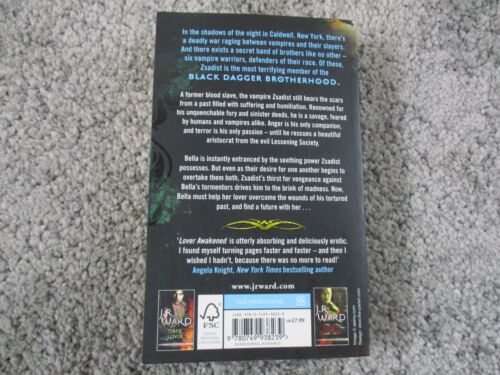 In the shadows of the night in Caldwell, New York, there's
a deadly war raging between vampires and their slayers.
And there exists a secret band of brothers like no other –
six vampire warriors, defenders of their race. Of these,
Zsadist is the most terrifying member of the
BLACK DAGGER BROTHERHOOD.
A former blood slave, the vampire Zsadist still bears the scars
from a past filled with suffering and humiliation. Renowned for
his unquenchable fury and sinister deeds, he is a savage, feared
by humans and vampires alike. Anger is his only companion,
and terror is his only passion – until he rescues a beautiful
aristocrat from the evil Lessening Society.
Bella is instantly entranced by the seething power Zsadist
possesses. But even as their desire for one another begins to
overtake them both, Zsadist's thirst for vengeance against
Bella's tormentors drives him to the brink of madness. Now,
Bella must help her lover overcome the wounds of his tortured
past, and find a future with her . . .
'Lover Awakened' is utterly absorbing and deliciously erotic.
I found myself turning pages faster and faster – and then I
wished I hadn't, because there was no more to read!'
Angela Knight, New York Times bestselling author
www.jrward.com
J.R.
WARD
DARK
LOVER
FSC
£7.99
9 780749 938239
PARANORMAL ROMANCE
J.R.
WARD